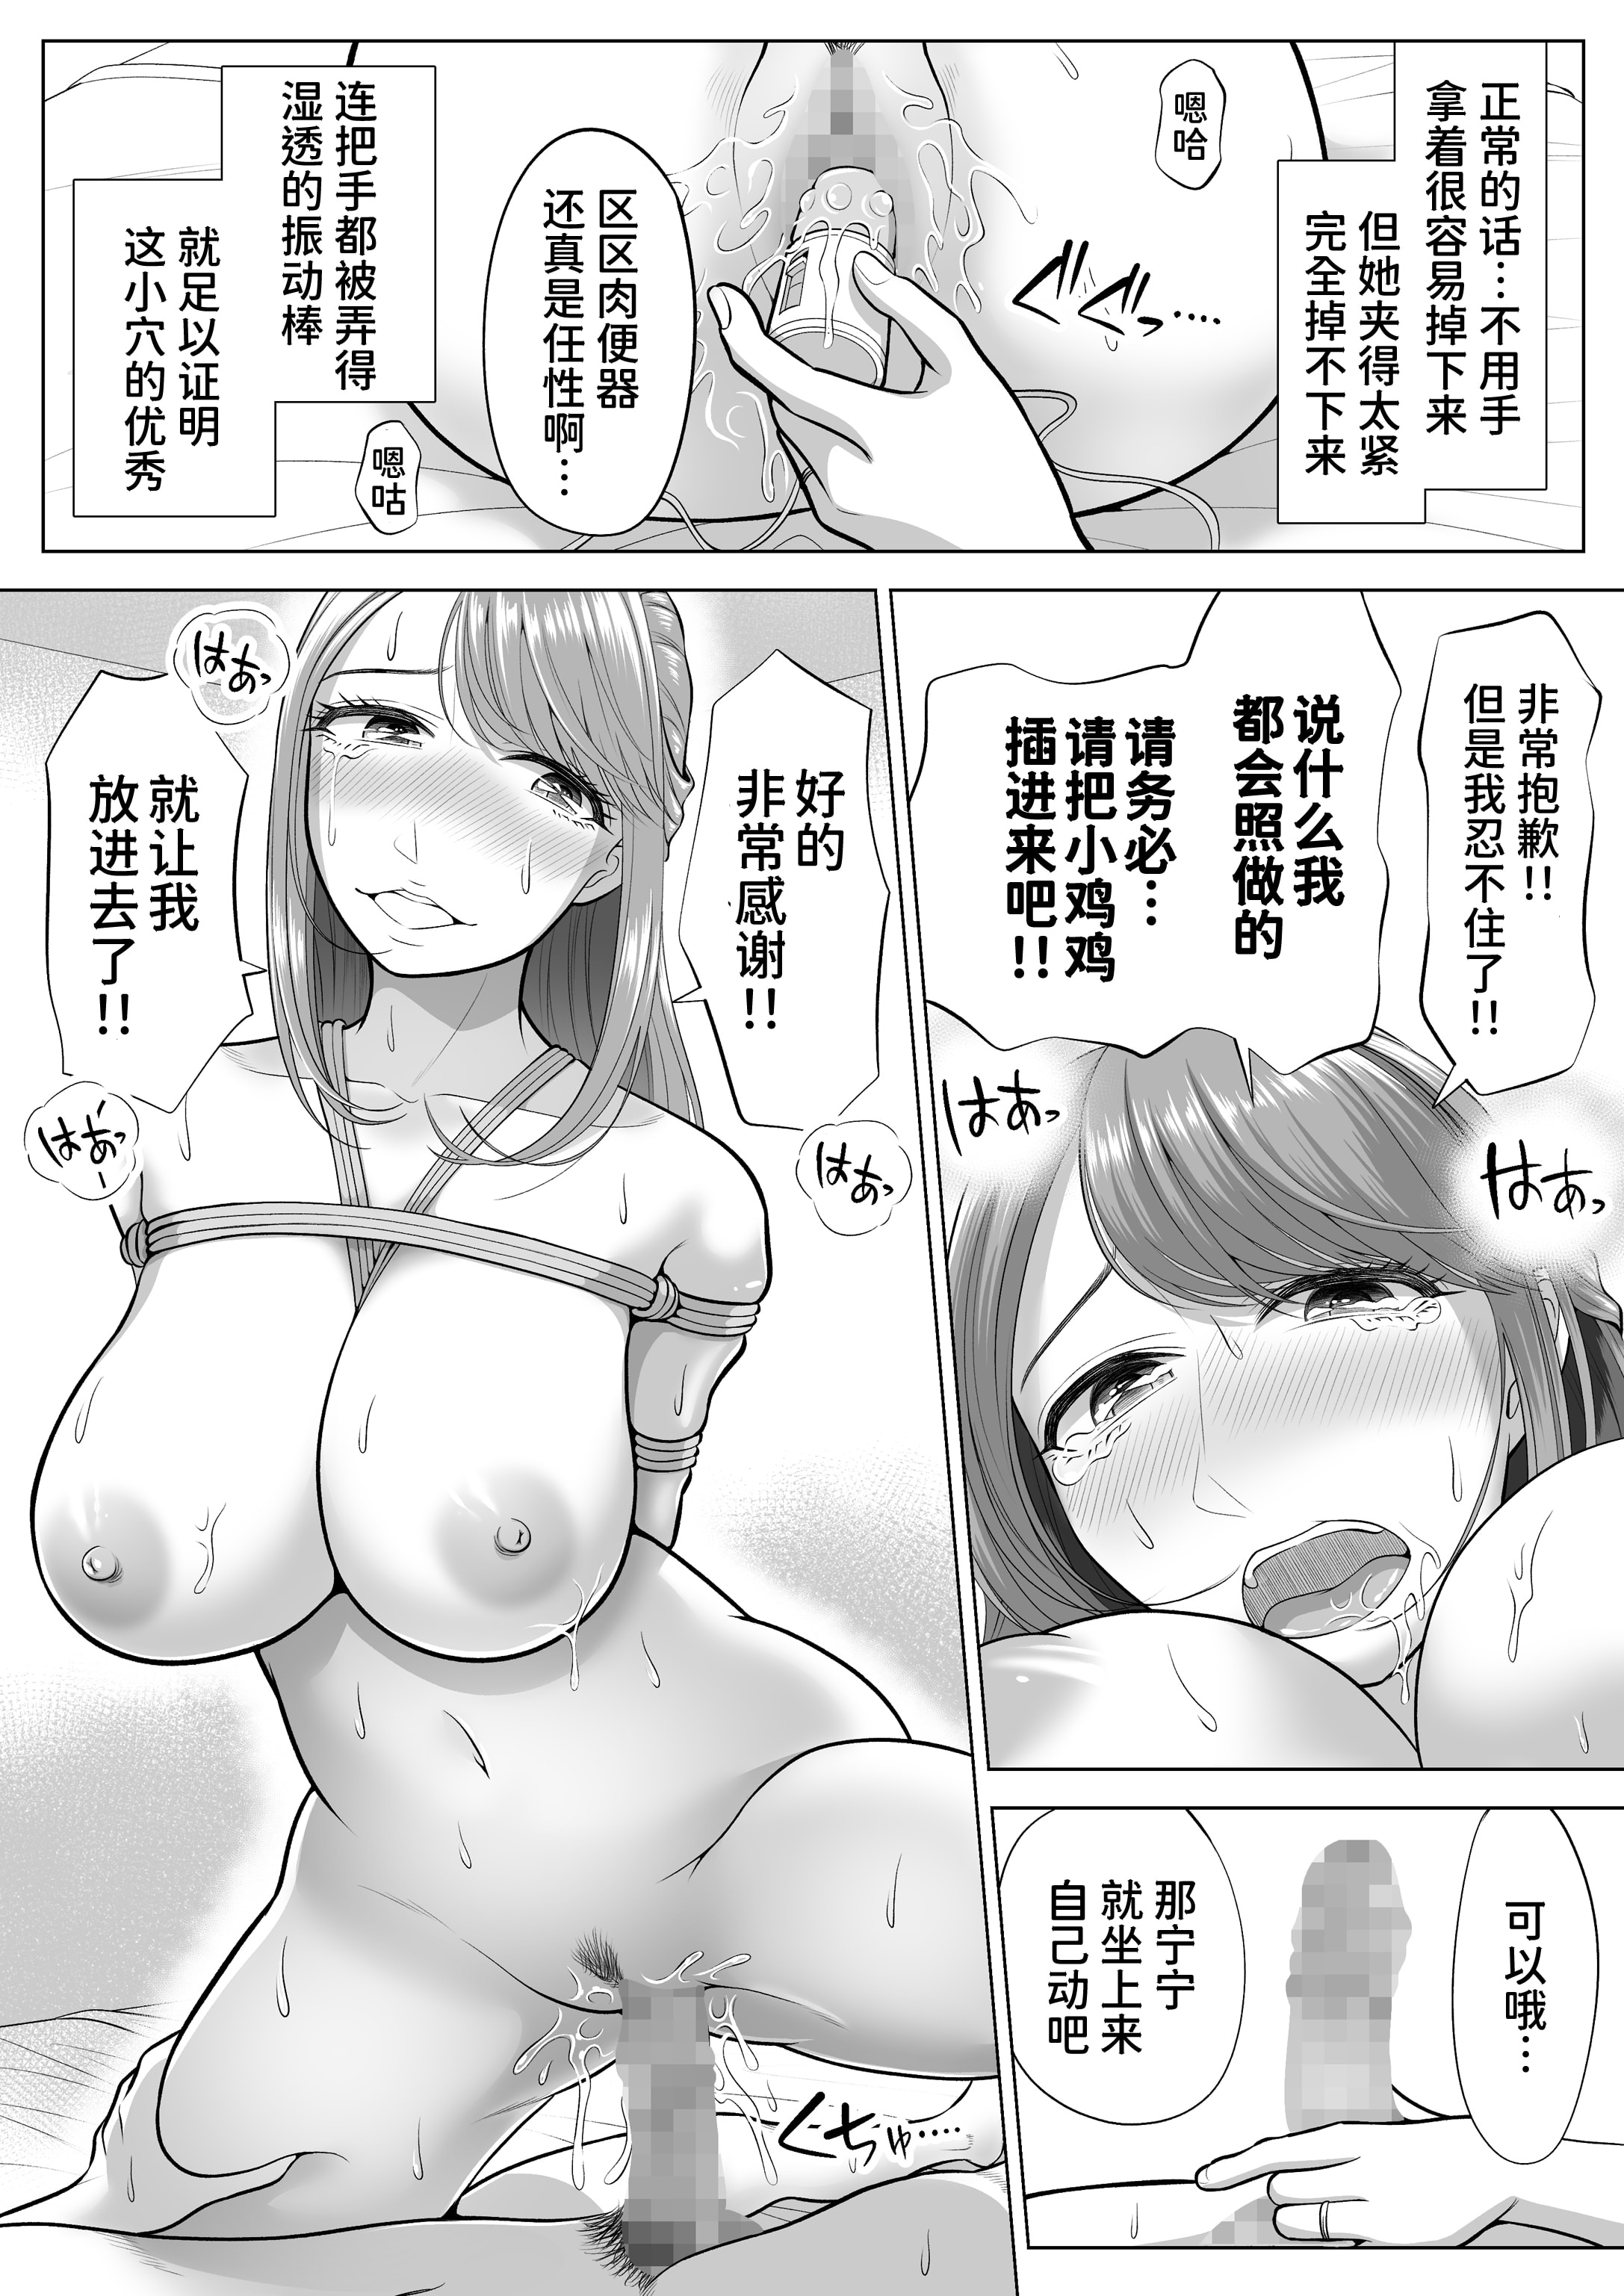 正常的话…不用手
拿着很容易掉下来
但她夹得太紧
完全掉不下来
嗯哈
ぐぐっ‥‥
区区肉便器
还真是任性啊…
连把手都被弄得
湿透的振动棒
嗯咕
就足以证明
这小穴的优秀
非常抱歉!!
但是我忍不住了!!
说什么我
都会照做的
请务必…
请把小鸡鸡
插进来吧!!
はあっ
はあっ
可以哦…
那宁宁
就坐上来
自己动吧
好的
非常感谢!!
はあっ
就让我
放进去了!!
はあっ
はあっ
くちゅ‥‥